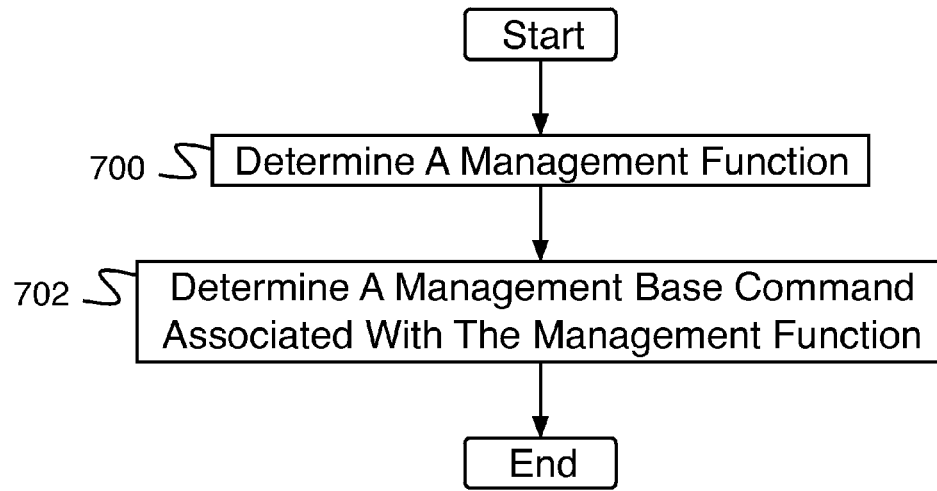 Start
700 Determine A Management Function
702 Determine A Management Base Command
Associated With The Management Function
End